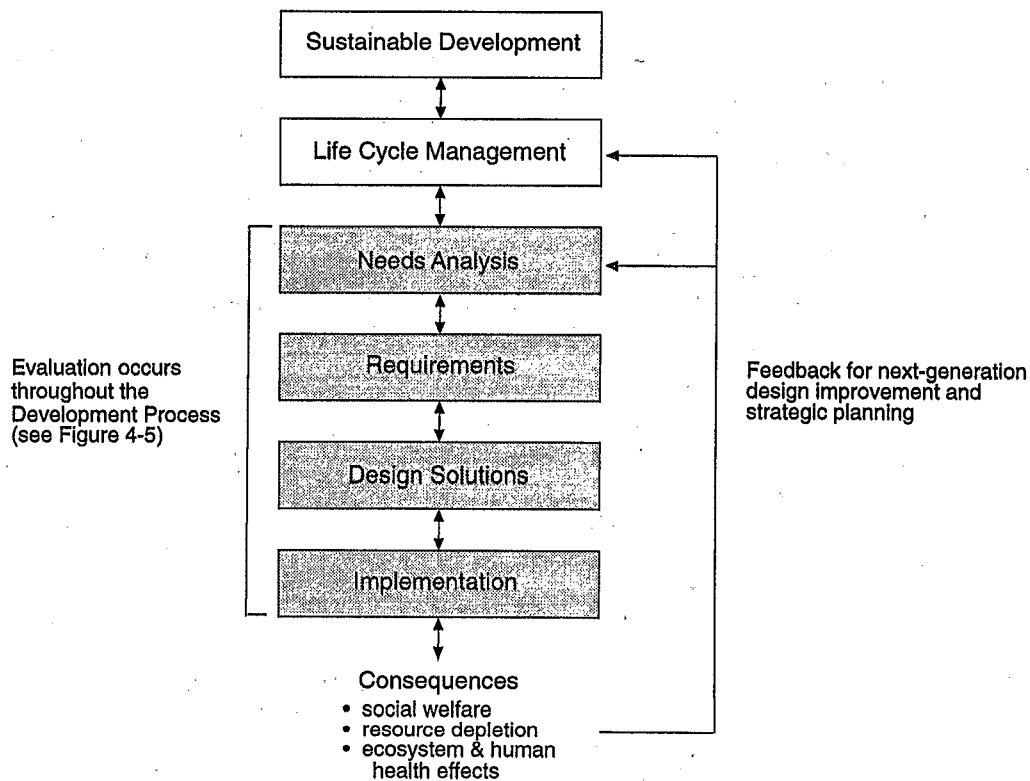 Sustainable Development
Life Cycle Management
Needs Analysis
Requirements
Design Solutions
Implementation
Evaluation occurs
throughout the
Development Process
(see Figure 4-5)
Feedback for next-generation
design improvement and
strategic planning
Consequences
• social welfare
• resource depletion
• ecosystem & human
health effects